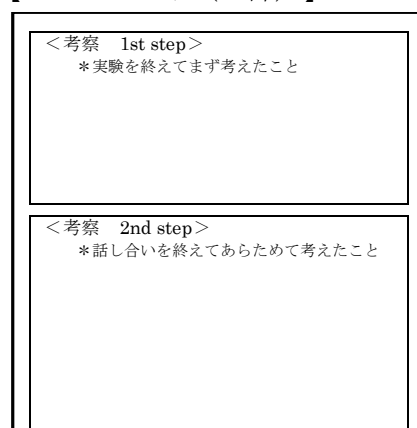 ＜考察　1st step＞
＊実験を終えてまず考えたこと
＜考察　2nd step＞
＊話し合いを終えてあらためて考えたこと